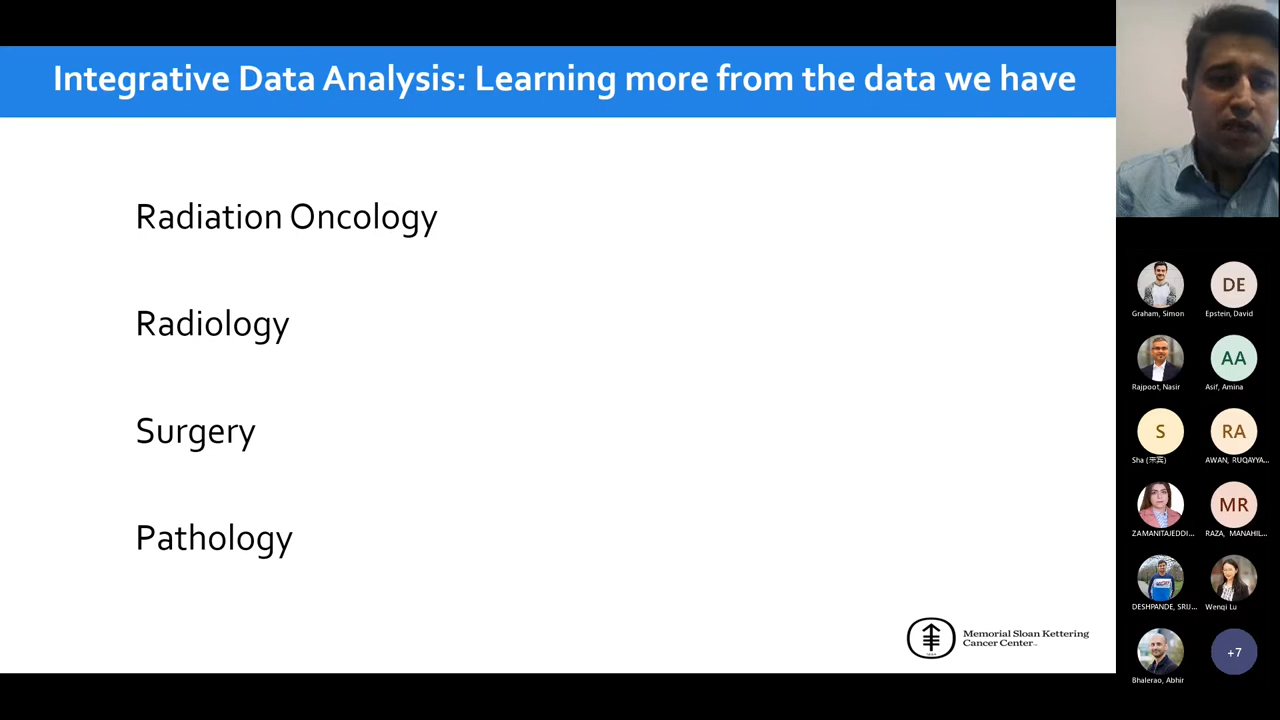 Integrative Data Analysis: Learning more from the data we have
Radiation Oncology
Radiology
Surgery
Pathology
Memorial Sloan Kettering
Cancer Center
Graham, Simon
DE
Epstein, David
Rajpoot, Nasir
AA
Asif, Amina
S
Sha
RA
AWAN, RUQAYYA...
ZAMANITAJEDDI...
MR
RAZA, MANAHIL...
DESHPANDE, SRIJ...
Wenqi Lu
Bhalerao, Abhir
+7